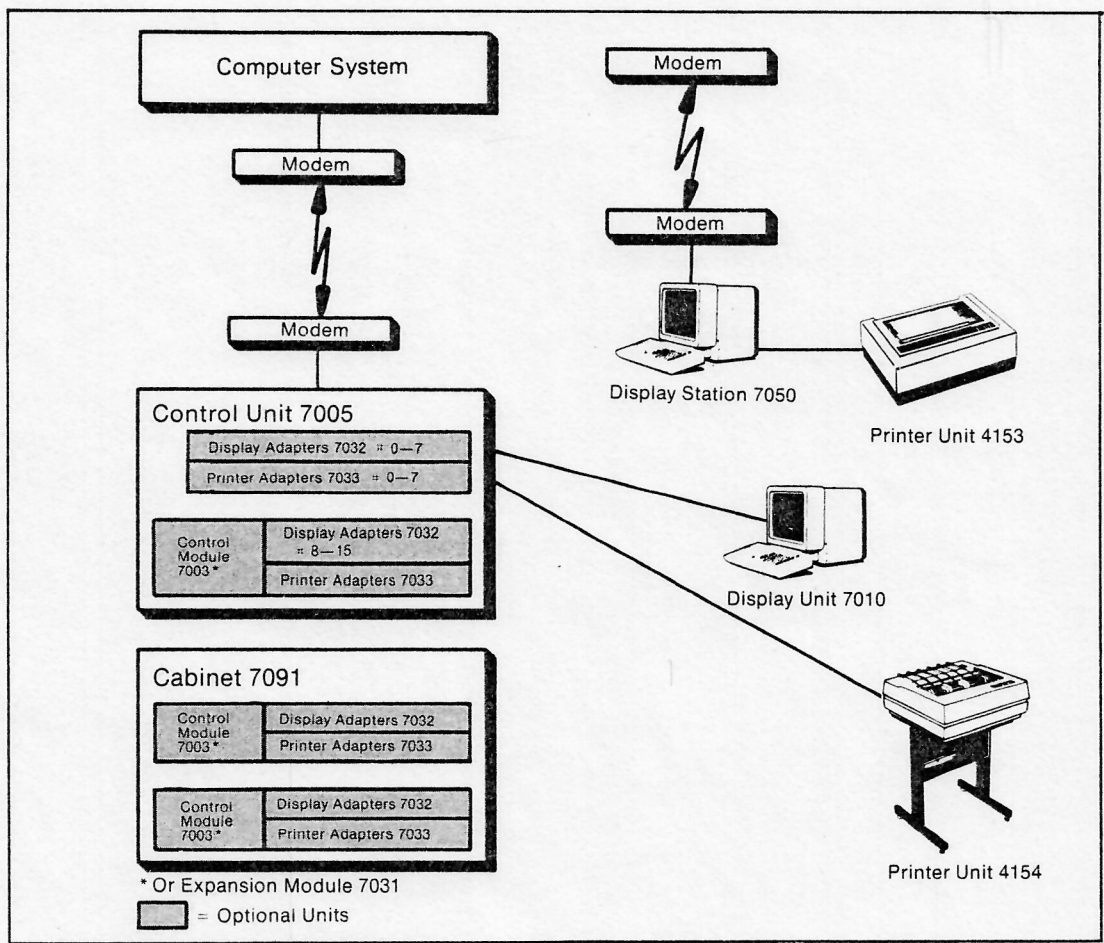 Computer System
Modem
Modem
Control Unit 7005
Display Adapters 7032 = 0—7
Printer Adapters 7033 = 0—7
Control
Module
7003*
Display Adapters 7032
= 8—15
Printer Adapters 7033
Cabinet 7091
Control
Module
7003*
Display Adapters 7032
Printer Adapters 7033
Control
Module
7003*
Display Adapters 7032
Printer Adapters 7033
* Or Expansion Module 7031
= Optional Units
Modem
Modem
Display Station 7050
Printer Unit 4153
Display Unit 7010
Printer Unit 4154